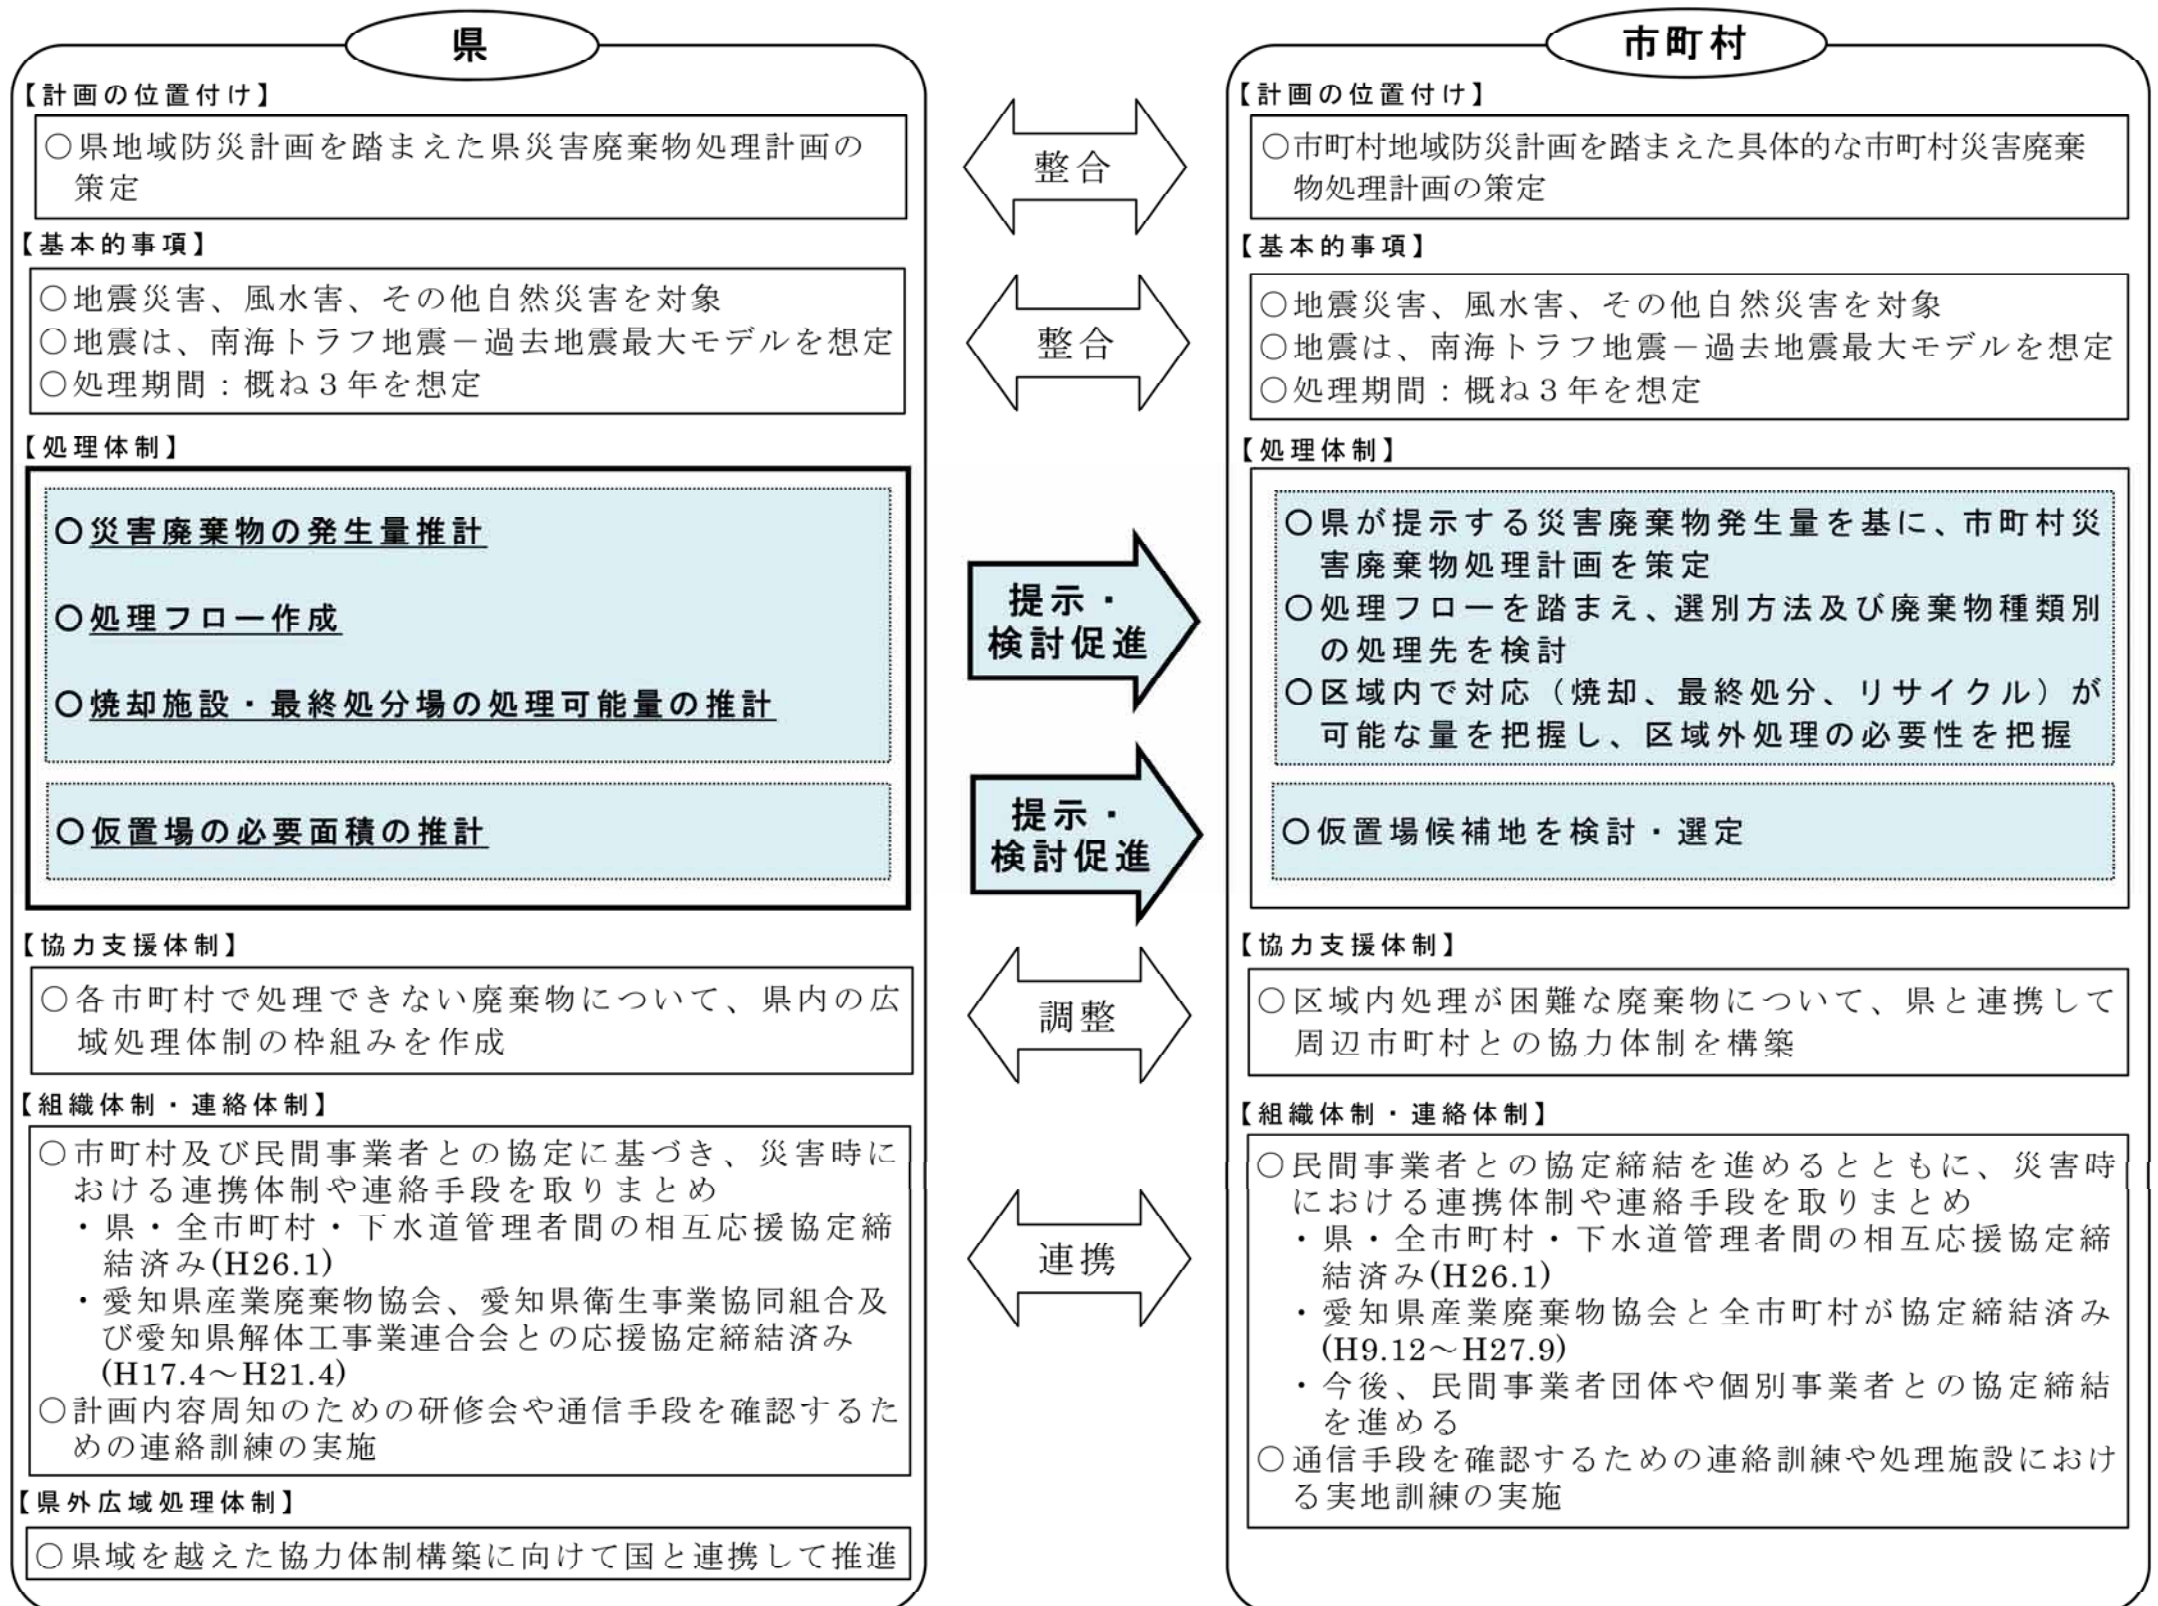 県
【計画の位置付け】
○県地域防災計画を踏まえた県災害廃棄物処理計画の
策定
【基本的事項】
○地震災害、風水害、その他自然災害を対象
○地震は、南海トラフ地震－過去地震最大モデルを想定
○処理期間：概ね３年を想定
【処理体制】
○災害廃棄物の発生量推計
○処理フロー作成
○焼却施設・最終処分場の処理可能量の推計
○仮置場の必要面積の推計
【協力支援体制】
○各市町村で処理できない廃棄物について、県内の広
域処理体制の枠組みを作成
【組織体制・連絡体制】
○市町村及び民間事業者との協定に基づき、災害時に
おける連携体制や連絡手段を取りまとめ
・県・全市町村・下水道管理者間の相互応援協定締
結済み(H26.1)
・愛知県産業廃棄物協会、愛知県衛生事業協同組合及
び愛知県解体工事業連合会との応援協定締結済み
(H17.4～H21.4)
○計画内容周知のための研修会や通信手段を確認するた
めの連絡訓練の実施
【県外広域処理体制】
○県域を越えた協力体制構築に向けて国と連携して推進
整合
整合
提示・
検討促進
提示・
検討促進
調整
連携
市町村
【計画の位置付け】
○市町村地域防災計画を踏まえた具体的な市町村災害廃棄
物処理計画の策定
【基本的事項】
○地震災害、風水害、その他自然災害を対象
○地震は、南海トラフ地震－過去地震最大モデルを想定
○処理期間：概ね３年を想定
【処理体制】
○県が提示する災害廃棄物発生量を基に、市町村災
害廃棄物処理計画を策定
○処理フローを踏まえ、選別方法及び廃棄物種類別
の処理先を検討
○区域内で対応（焼却、最終処分、リサイクル）が
可能な量を把握し、区域外処理の必要性を把握
○仮置場候補地を検討・選定
【協力支援体制】
○区域内処理が困難な廃棄物について、県と連携して
周辺市町村との協力体制を構築
【組織体制・連絡体制】
○民間事業者との協定締結を進めるとともに、災害時
における連携体制や連絡手段を取りまとめ
・県・全市町村・下水道管理者間の相互応援協定締
結済み(H26.1)
・愛知県産業廃棄物協会と全市町村が協定締結済み
(H9.12～H27.9)
・今後、民間事業者団体や個別事業者との協定締結
を進める
○通信手段を確認するための連絡訓練や処理施設におけ
る実地訓練の実施